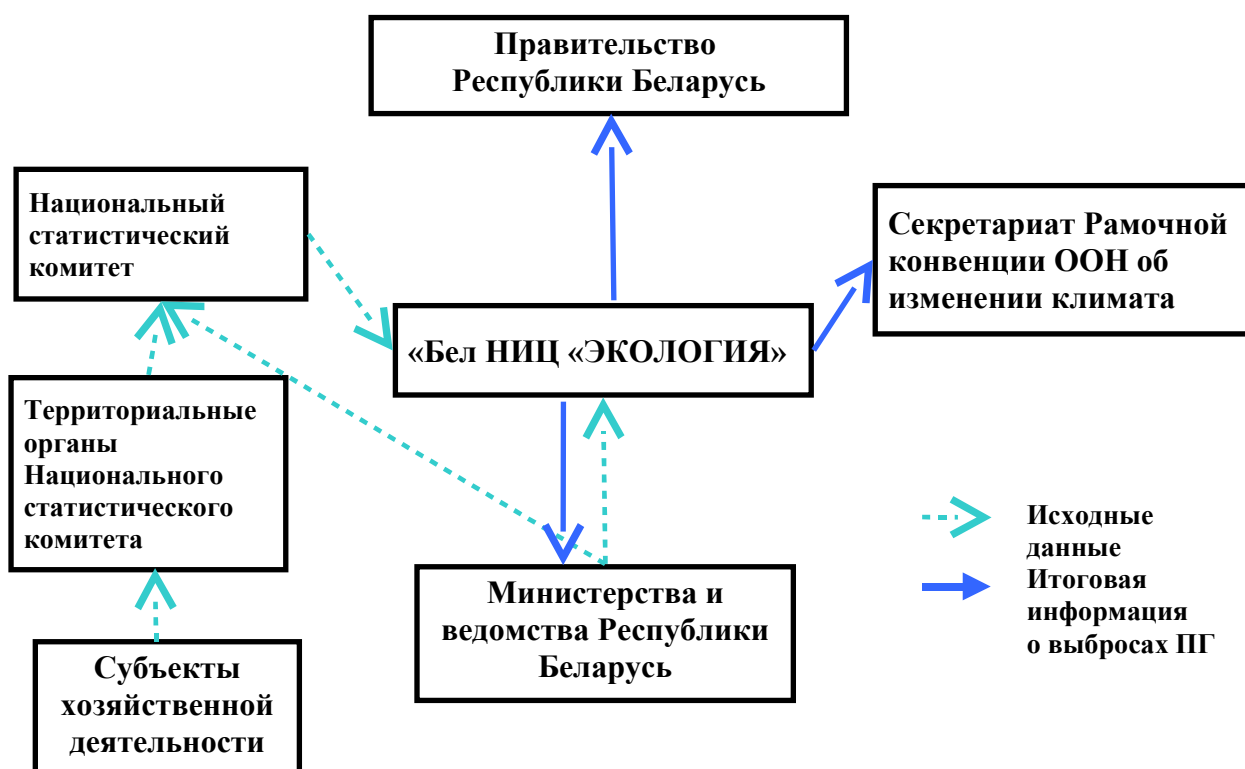 Правительство
Республики Беларусь
Национальный
статистический
комитет
Секретариат Рамочной
конвенции ООН об
изменении климата
«Бел НИЦ «ЭКОЛОГИЯ»
Территориальные
органы
Национального
статистического
комитета
Министерства и
ведомства Республики
Беларусь
Субъекты
хозяйственной
деятельности
Исходные
данные
Итоговая
информация
о выбросах ПГ